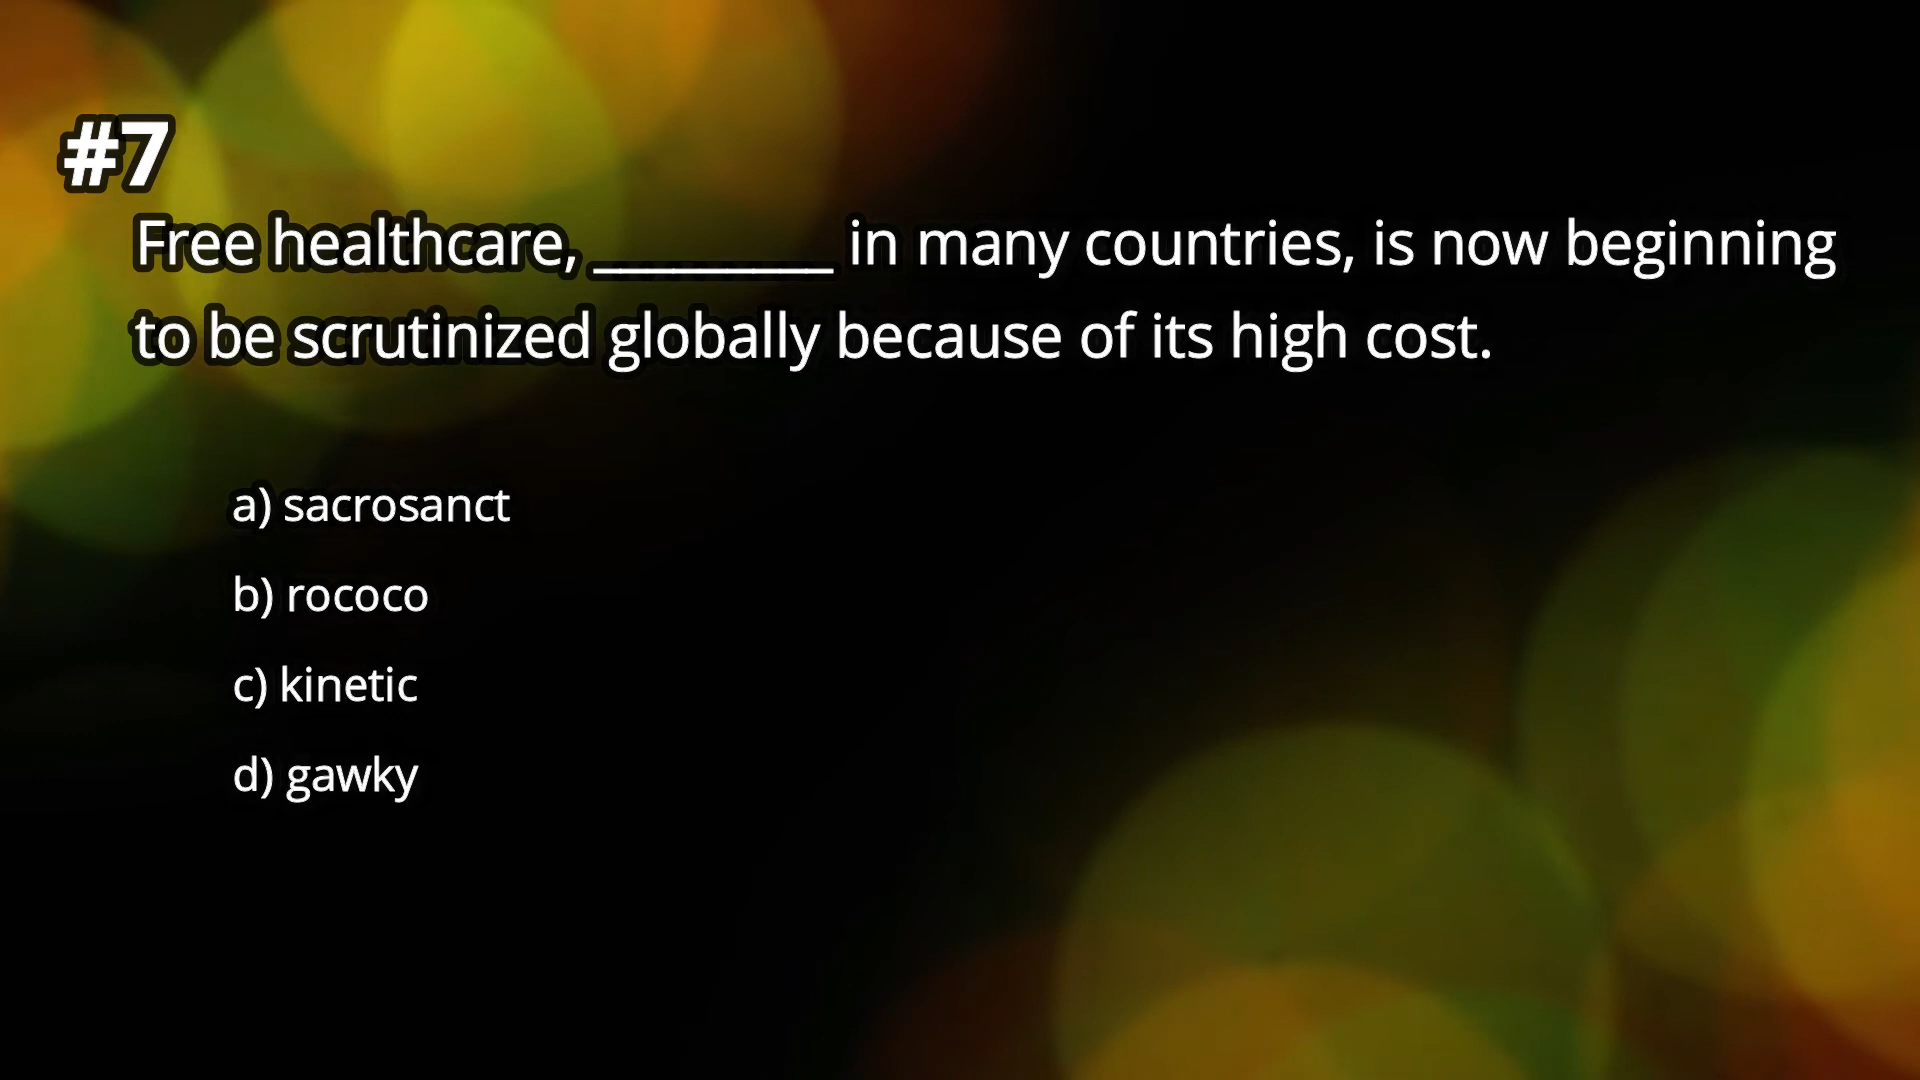 #7
Free healthcare, _________ in many countries, is now beginning
to be scrutinized globally because of its high cost.
a) sacrosanct
b) rococo
c) kinetic
d) gawky